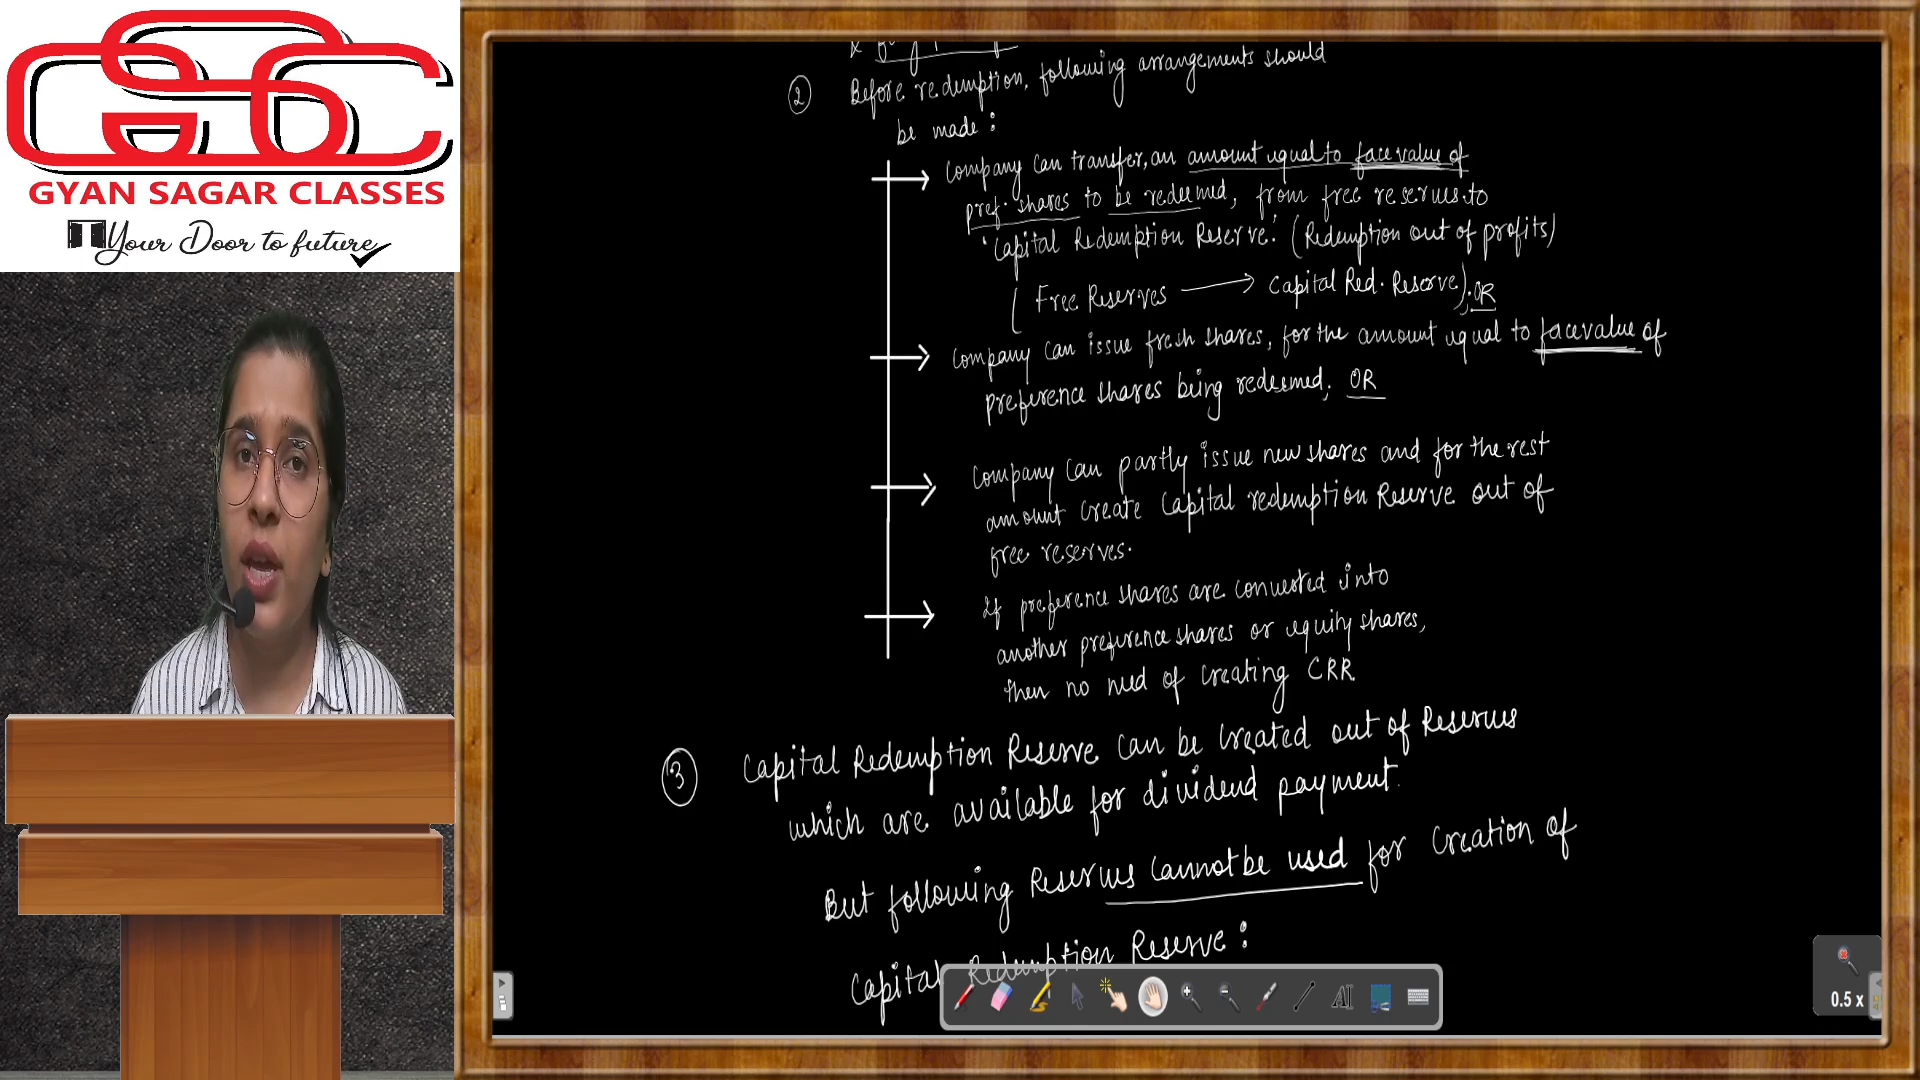 GSC
GYAN SAGAR CLASSES
Your Door to future
② Before redemption, following arrangements should
be made :
Company can transfer, an amount equal to face value of
pref. shares to be redeemed, from free reserves to
'Capital Redemption Reserve. (Redemption out of profits)
( Free Reserves → Capital Red. Reserve); OR
Company can issue fresh shares, for the amount equal to face value of
preference shares being redeemed; OR
Company can partly issue new shares and for the rest
amount create Capital redemption Reserve out of
free reserves.
If preference shares are converted into
another preference shares or equity shares,
then no need of creating CRR
③ Capital Redemption Reserve can be created out of Reserves
which are available for dividend payment.
But following Reserves cannot be used for creation of
Capital Redemption Reserve :
0.5 x